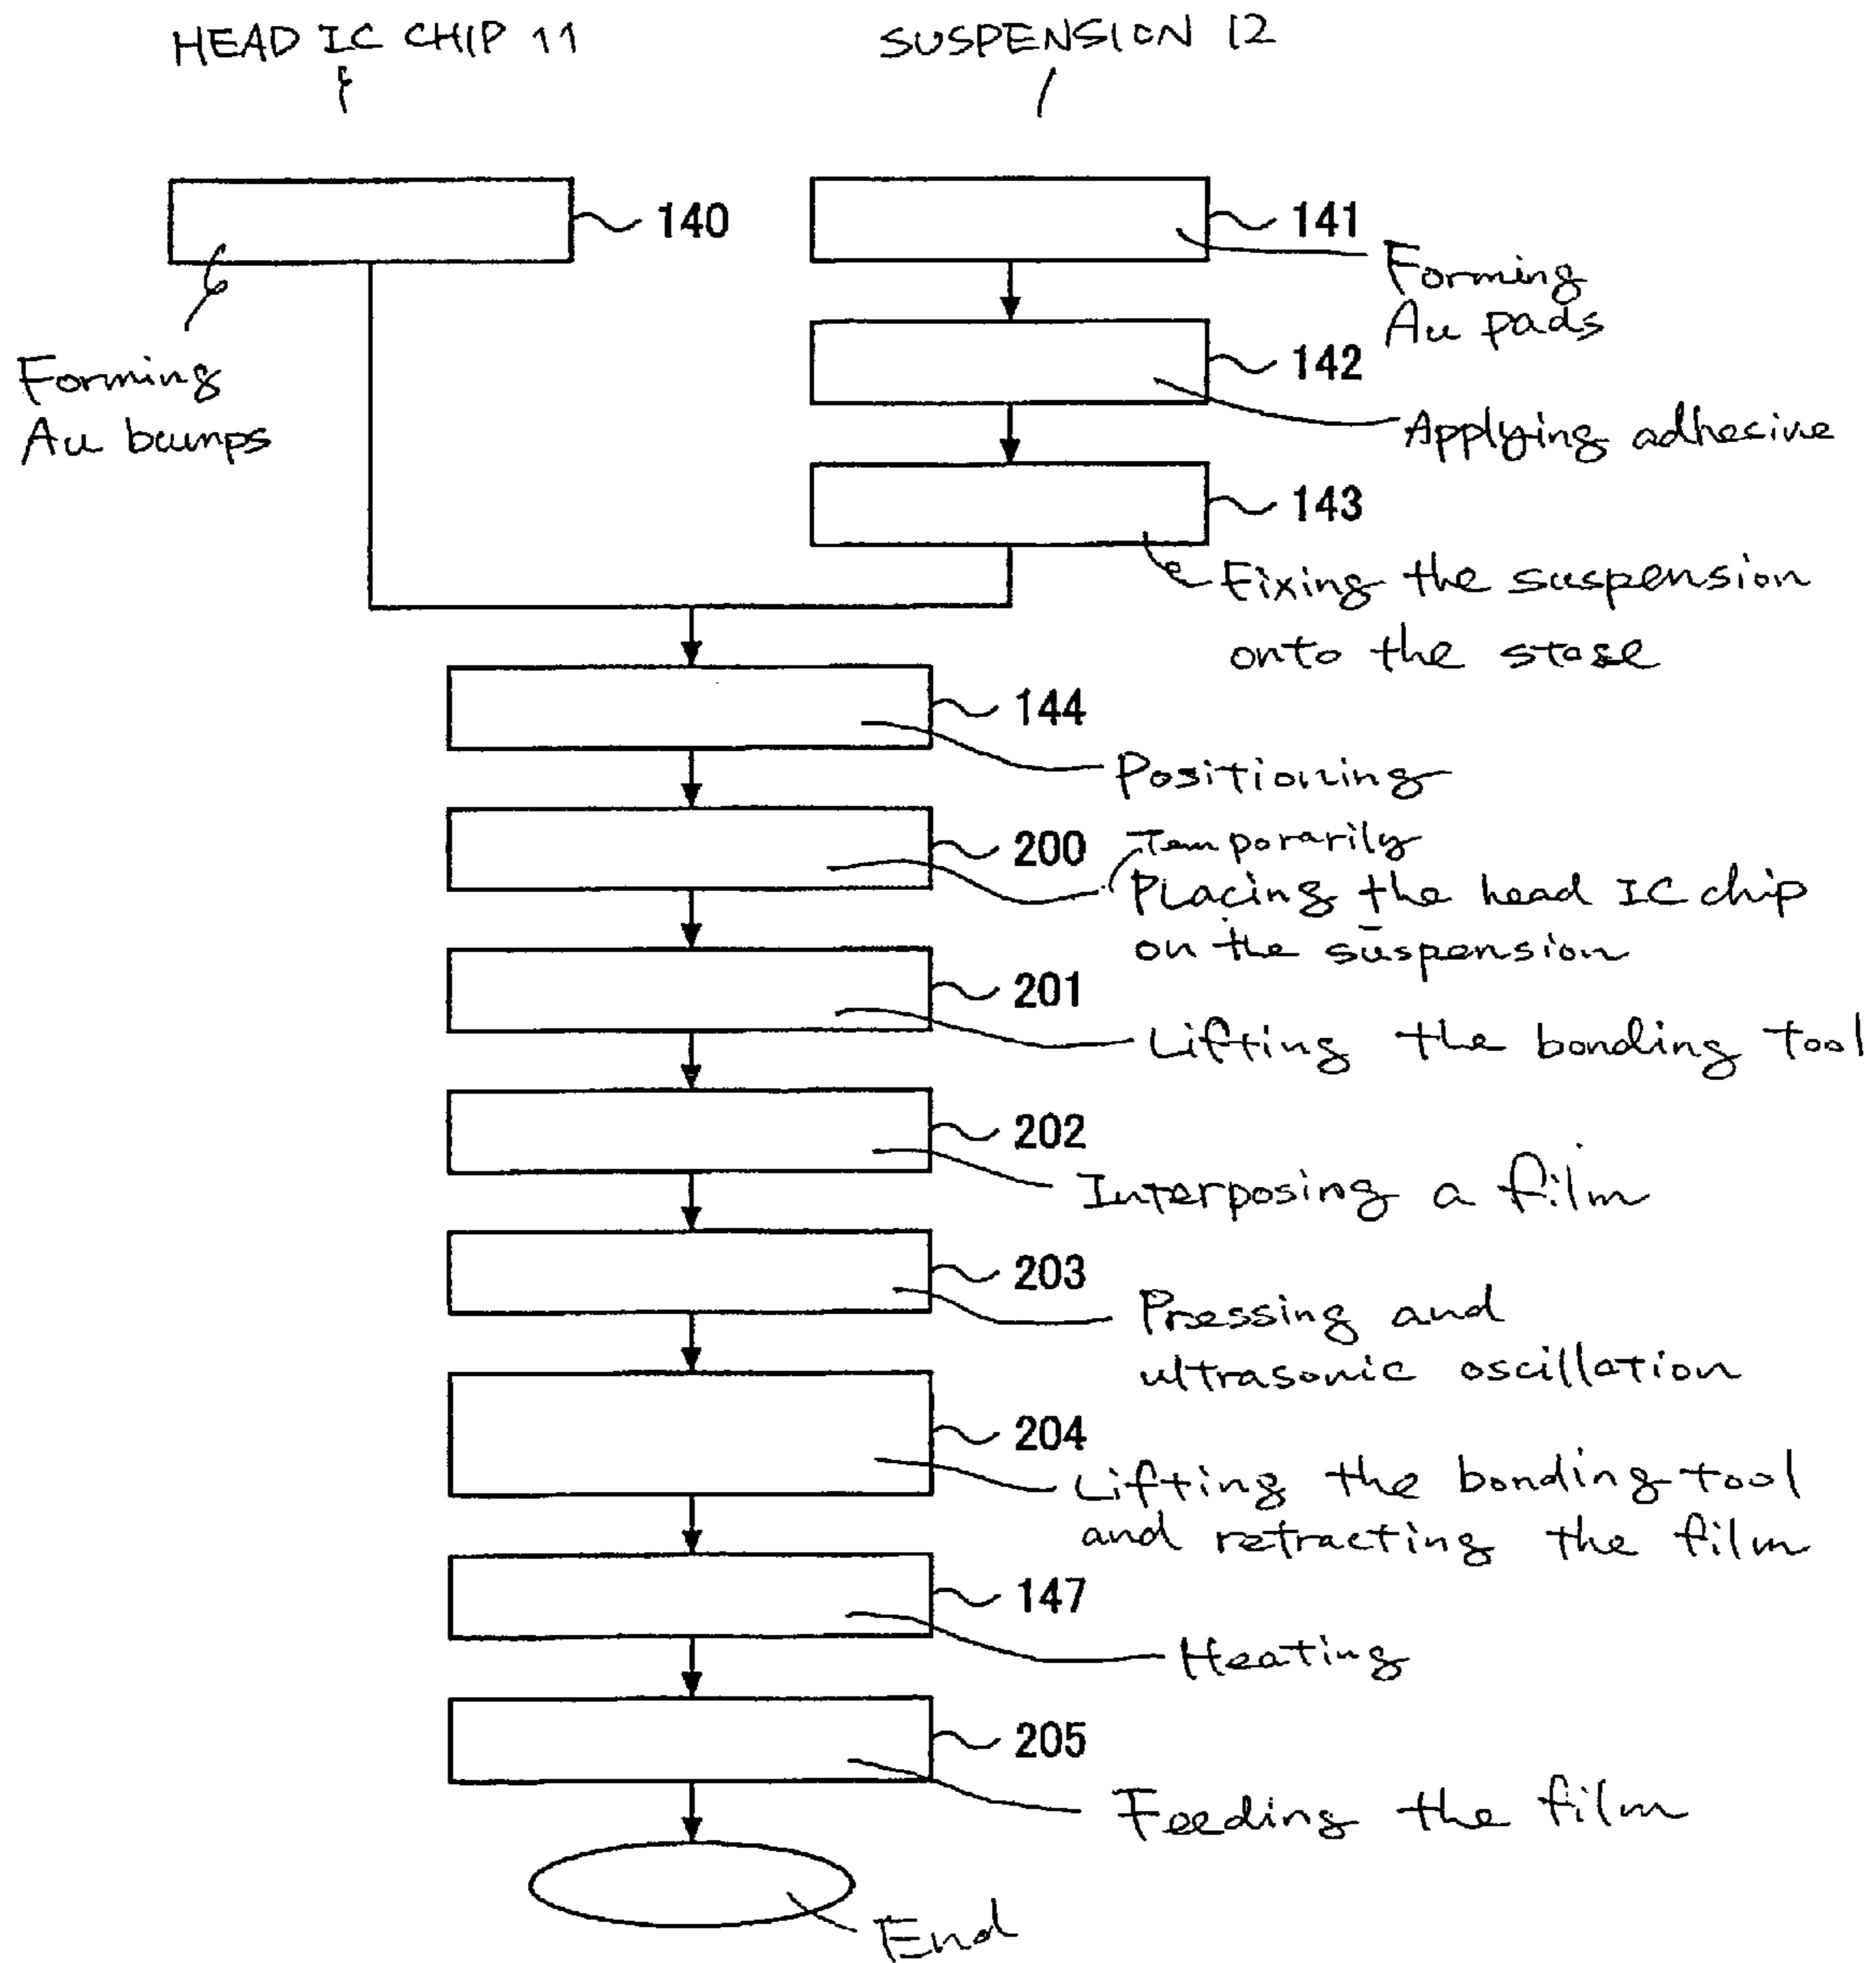 HEAD IC CHIP 11
SUSPENSION 12
140
Forming
Au bumps
141
Forming
Au pads
142
Applying adhesive
143
Fixing the suspension
onto the stage
144
Positioning
200
Temporarily
Placing the head IC chip
on the suspension
201
Lifting the bonding tool
202
Interposing a film
203
Pressing and
ultrasonic oscillation
204
Lifting the bonding tool
and retracting the film
147
Heating
205
Feeding the film
End